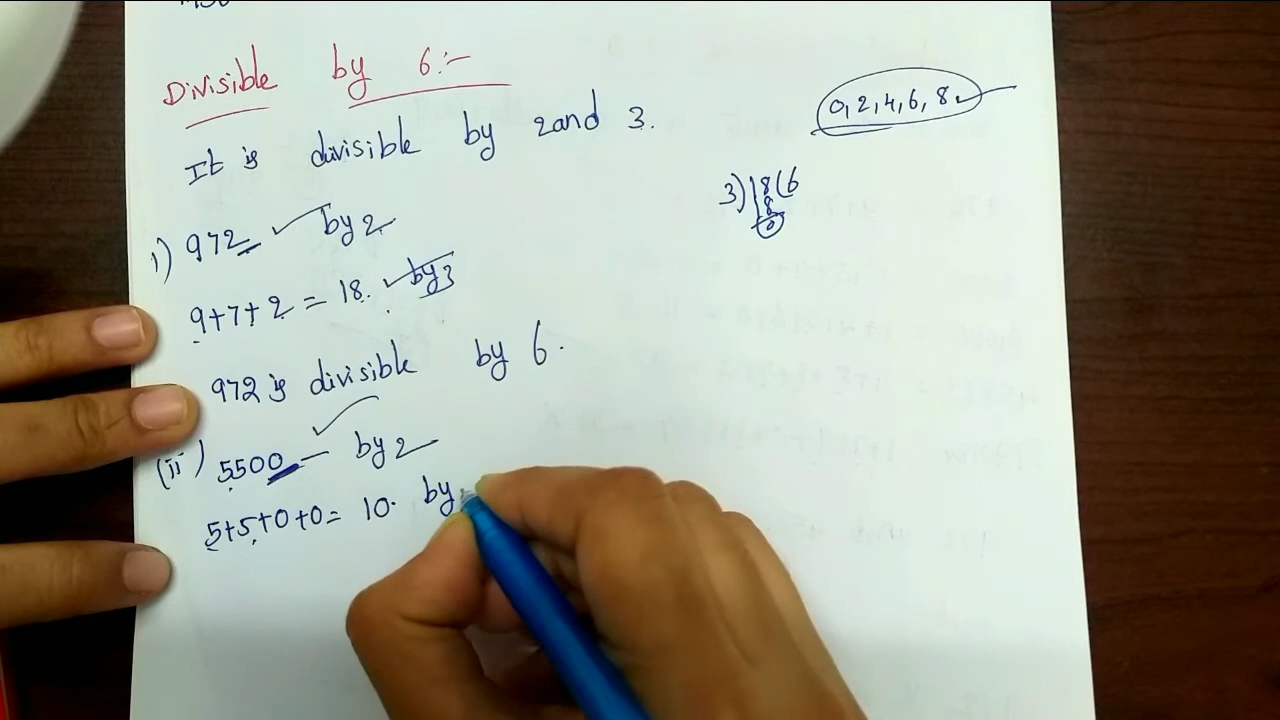 Divisible by 6:-
It is divisible by 2 and 3.
0, 2, 4, 6, 8
i) 972 ✓ by 2
3)18(6
18
0
9+7+2 = 18. ✓ by 3
972 is divisible by 6.
(ii) 5500 — by 2 ✓
5+5+0+0= 10. by